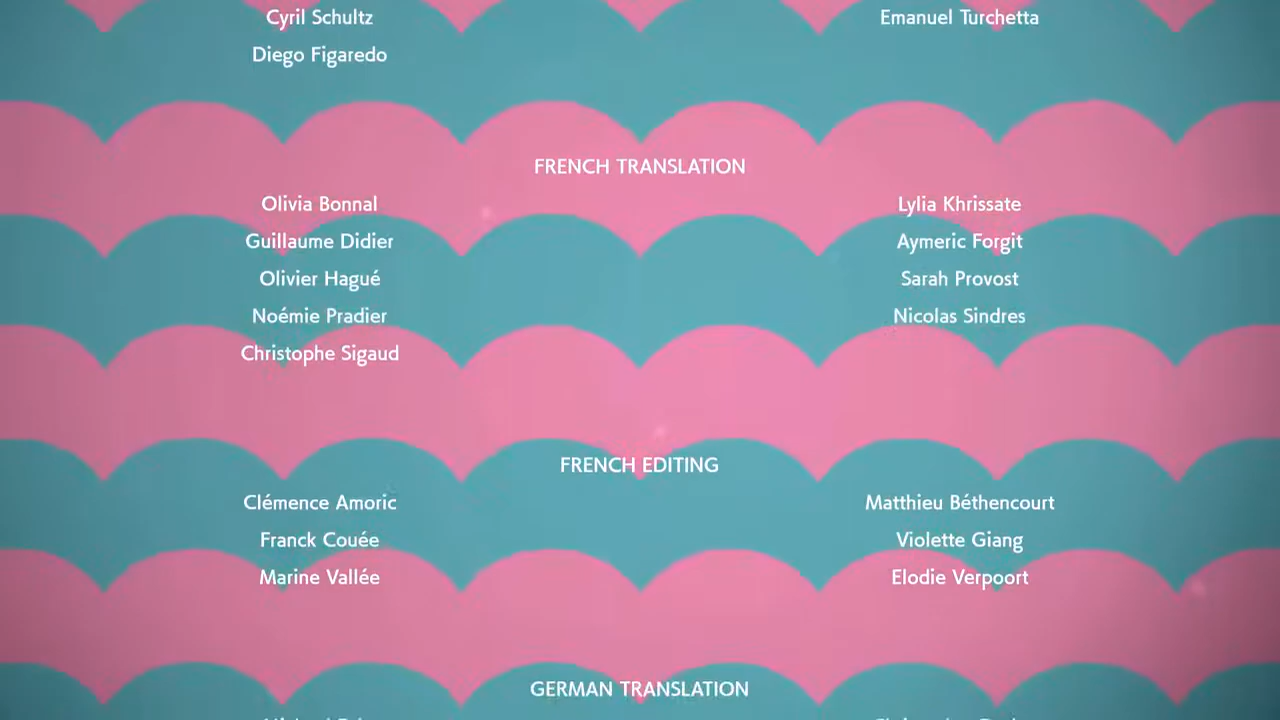 Cyril Schultz Emanuel Turchetta
Diego Figaredo
FRENCH TRANSLATION
Olivia Bonnal Lylia Khrissate
Guillaume Didier Aymeric Forgit
Olivier Hagué Sarah Provost
Noémie Pradier Nicolas Sindres
Christophe Sigaud
FRENCH EDITING
Clémence Amoric Matthieu Béthencourt
Franck Couée Violette Giang
Marine Vallée Elodie Verpoort
GERMAN TRANSLATION